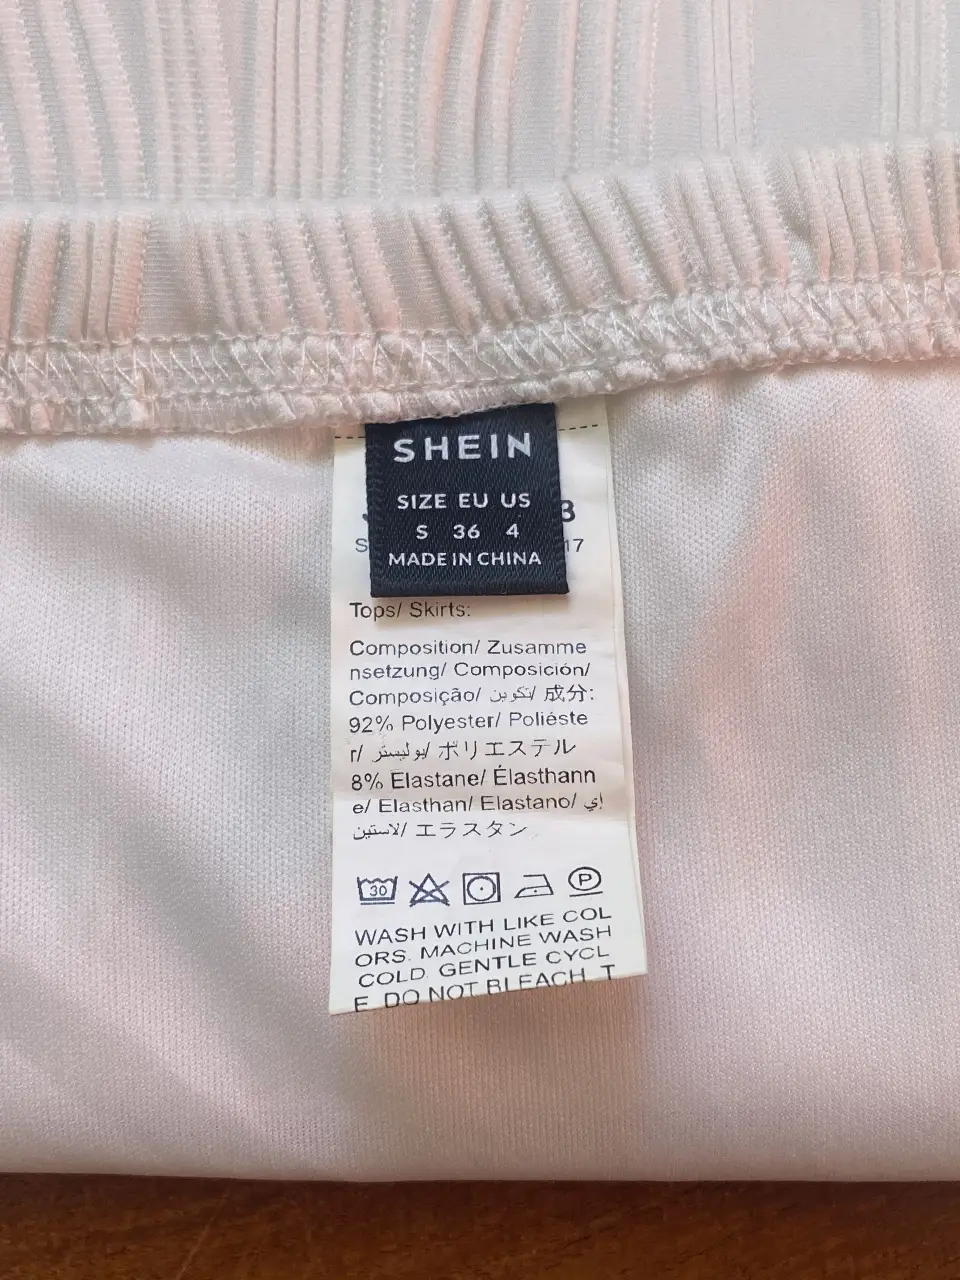 SHEIN
SIZE EU US
S 36 4
MADE IN CHINA
3
S
17
Tops/ Skirts:
Composition/ Zusamme
nsetzung/ Composición/
Composição/ تكوين/ 成分:
92% Polyester/ Poliéste
r/ بوليستر/ ポリエステル
8% Elastane/ Élasthann
e/ Elasthan/ Elastano/ إي
لاستين/ エラスタン
30
P
WASH WITH LIKE COL
ORS. MACHINE WASH
COLD. GENTLE CYCL
E. DO NOT BLEACH. T